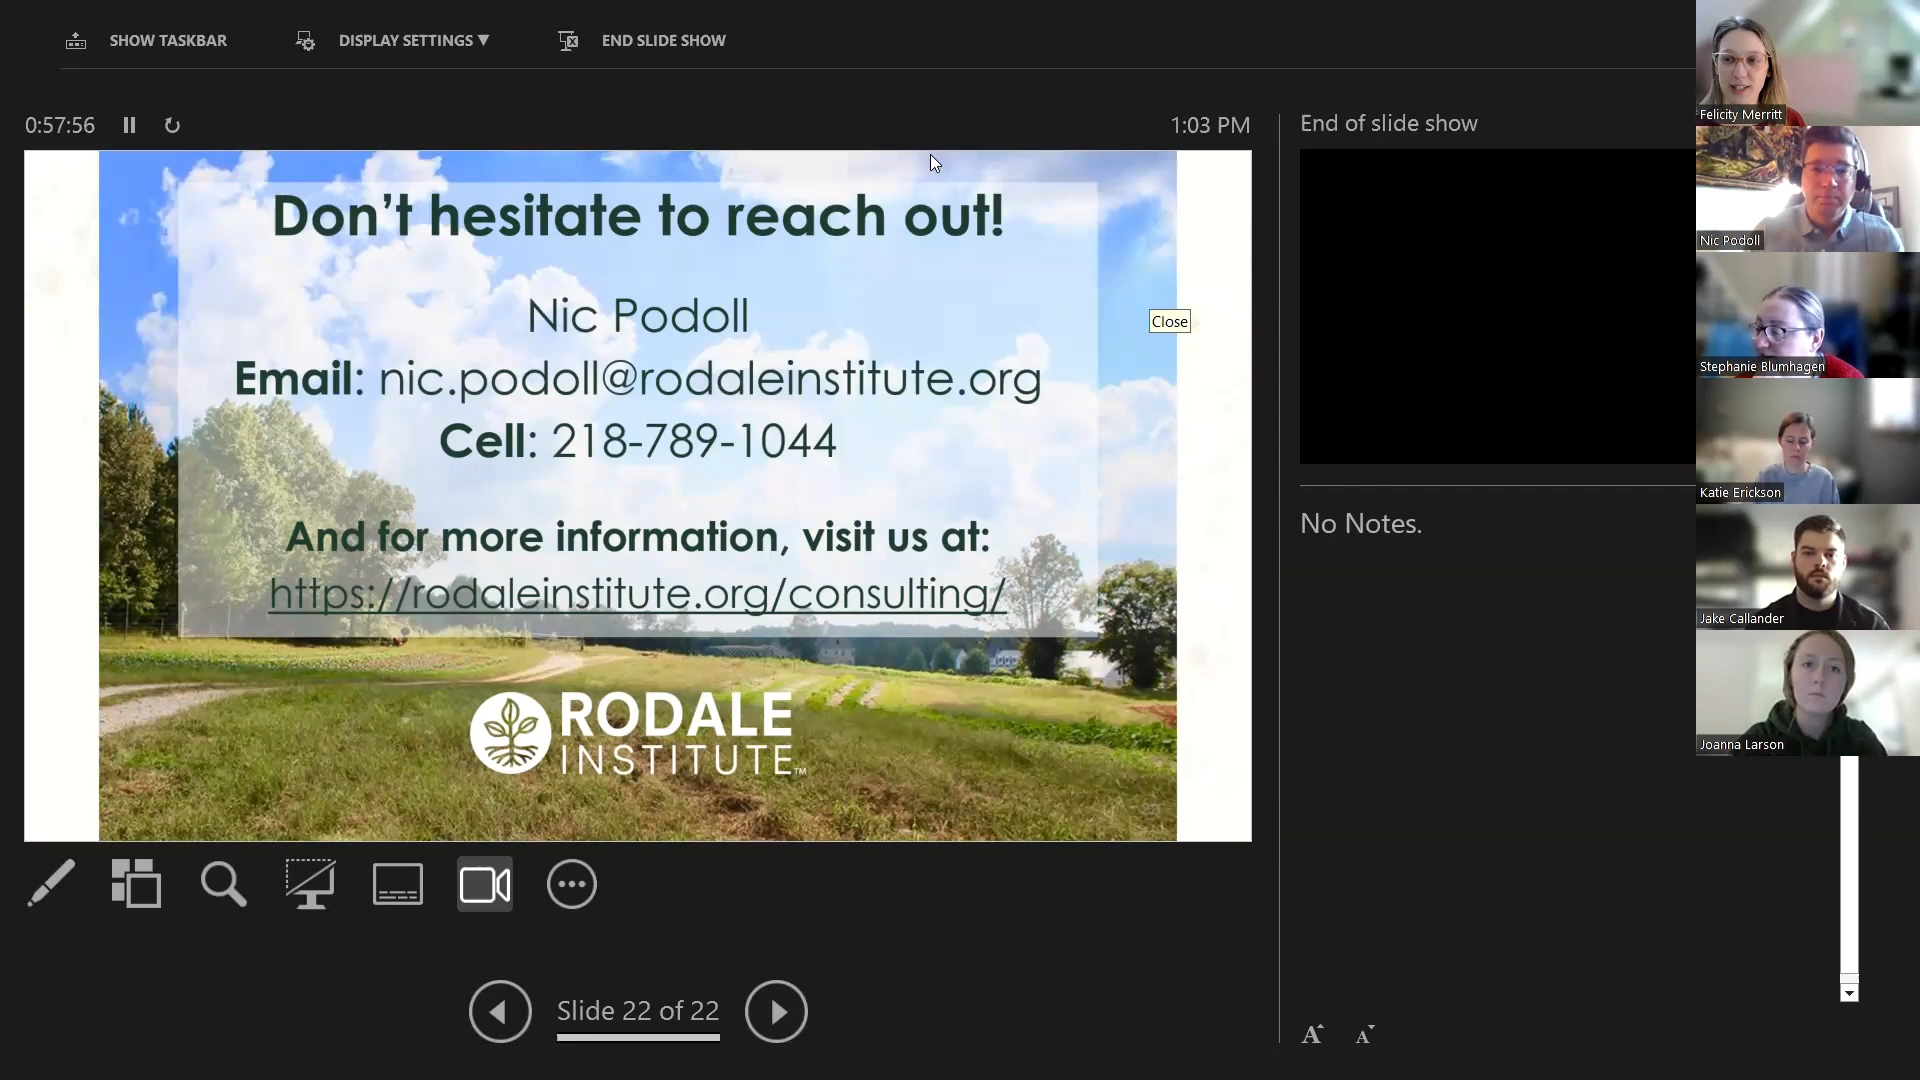 SHOW TASKBAR
DISPLAY SETTINGS ▼
END SLIDE SHOW
0:57:56
1:03 PM
Don't hesitate to reach out!
Nic Podoll
Email: nic.podoll@rodaleinstitute.org
Cell: 218-789-1044
And for more information, visit us at:
https://rodaleinstitute.org/consulting/
RODALE
INSTITUTE™
22
Close
Slide 22 of 22
End of slide show
No Notes.
A A
Felicity Merritt
Nic Podoll
Stephanie Blumhagen
Katie Erickson
Jake Callander
Joanna Larson